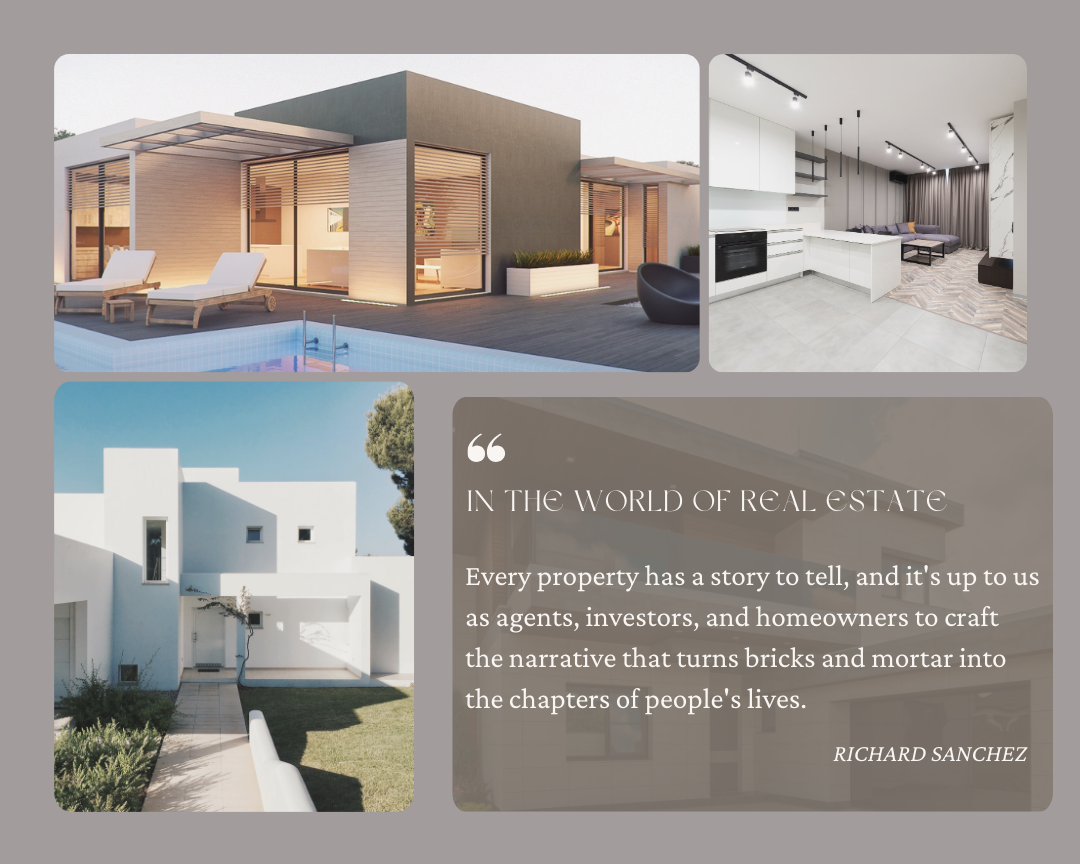 “
IN THE WORLD OF REAL ESTATE
Every property has a story to tell, and it's up to us
as agents, investors, and homeowners to craft
the narrative that turns bricks and mortar into
the chapters of people's lives.
RICHARD SANCHEZ